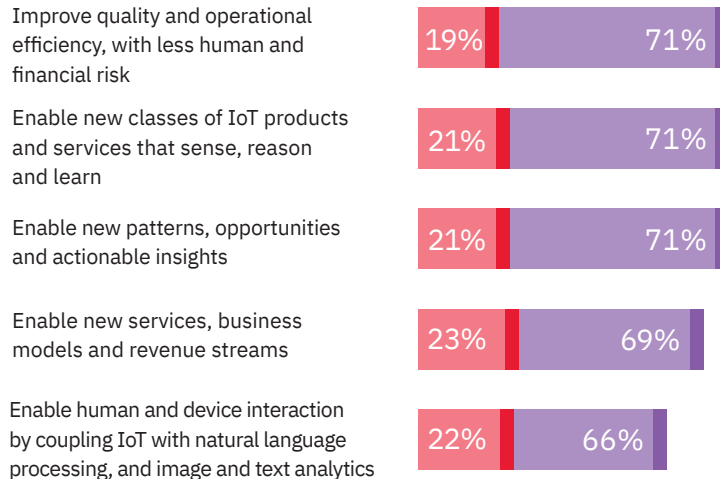 Improve quality and operational
efficiency, with less human and
financial risk
19% 71%
Enable new classes of IoT products
and services that sense, reason
and learn
21% 71%
Enable new patterns, opportunities
and actionable insights
21% 71%
Enable new services, business
models and revenue streams
23% 69%
Enable human and device interaction
by coupling IoT with natural language
processing, and image and text analytics
22% 66%